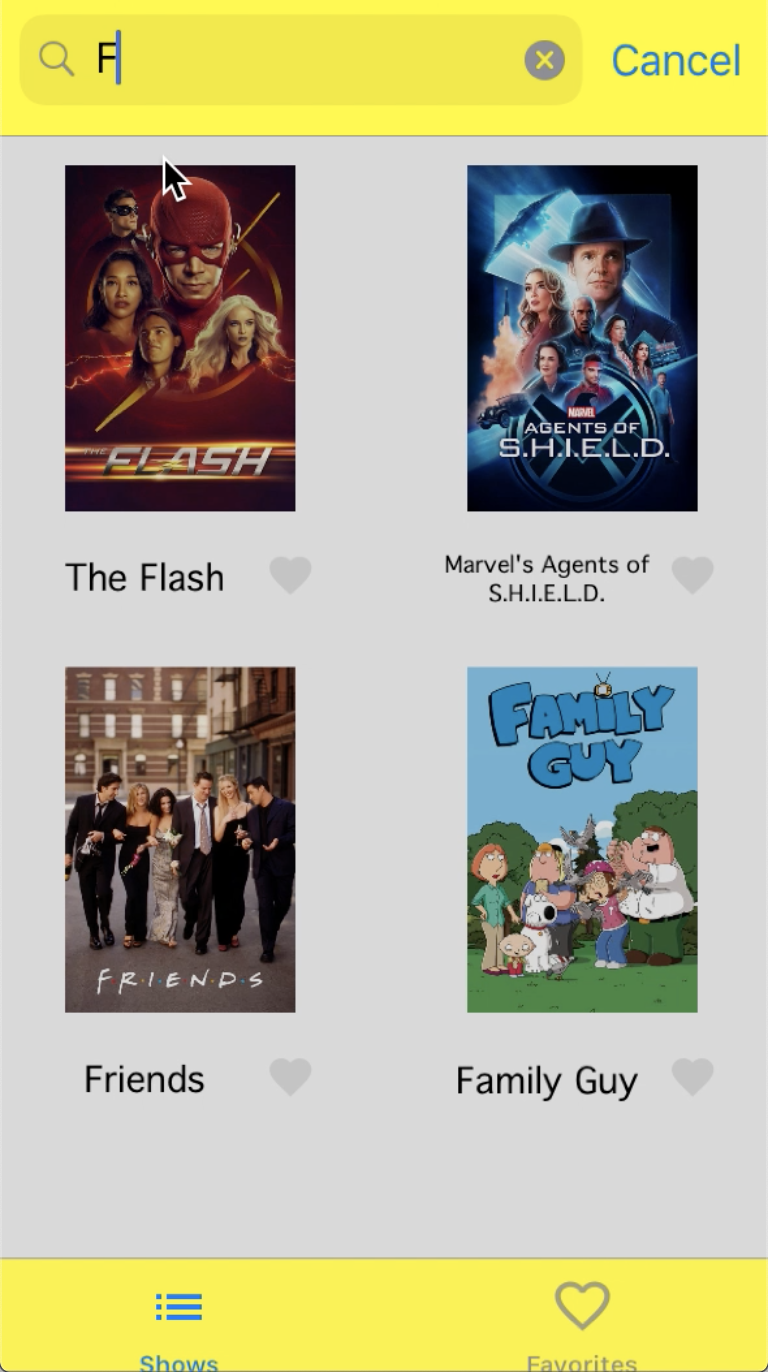 F
Cancel
THE FLASH
MARVEL
AGENTS OF
S.H.I.E.L.D.
The Flash
Marvel's Agents of
S.H.I.E.L.D.
F·R·I·E·N·D·S
FAMILY
GUY
Friends
Family Guy
Shows
Favorites